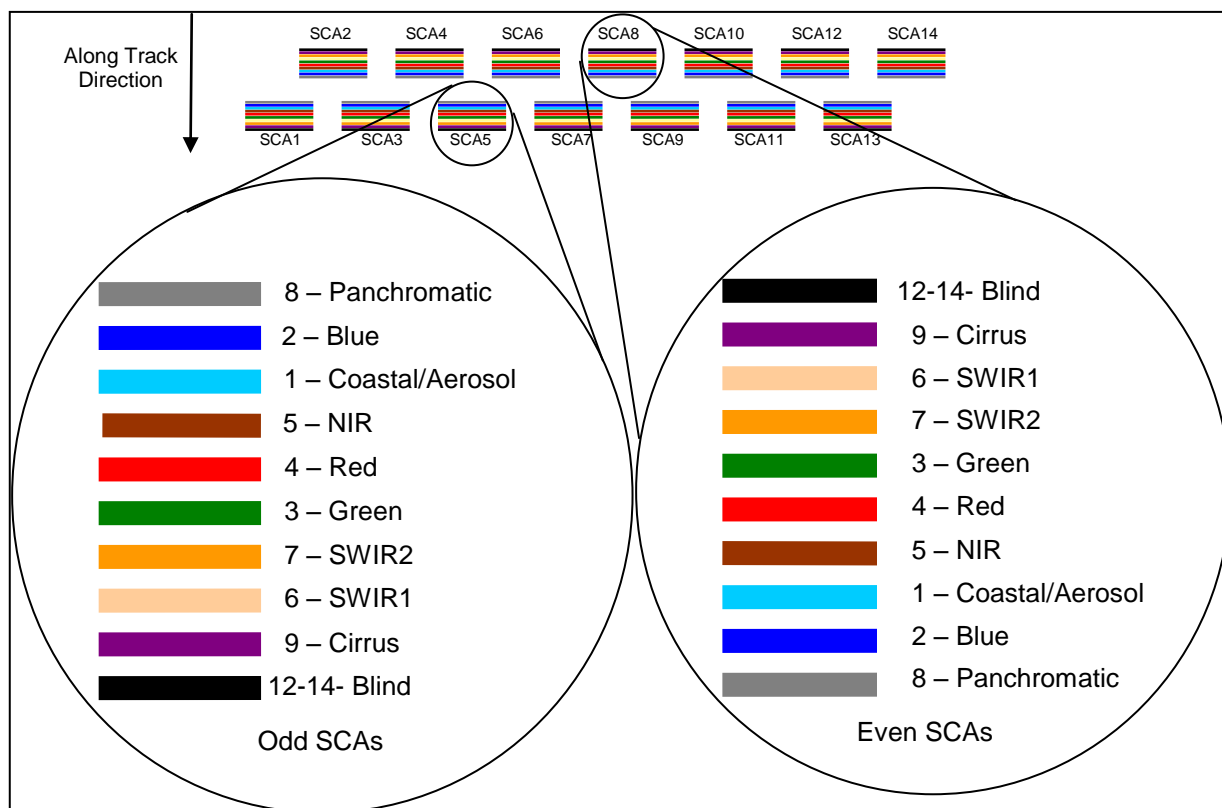 Along Track
Direction
SCA2 SCA4 SCA6 SCA8 SCA10 SCA12 SCA14
SCA1 SCA3 SCA5 SCA7 SCA9 SCA11 SCA13
8 – Panchromatic
2 – Blue
1 – Coastal/Aerosol
5 – NIR
4 – Red
3 – Green
7 – SWIR2
6 – SWIR1
9 – Cirrus
12-14- Blind
Odd SCAs
12-14- Blind
9 – Cirrus
6 – SWIR1
7 – SWIR2
3 – Green
4 – Red
5 – NIR
1 – Coastal/Aerosol
2 – Blue
8 – Panchromatic
Even SCAs